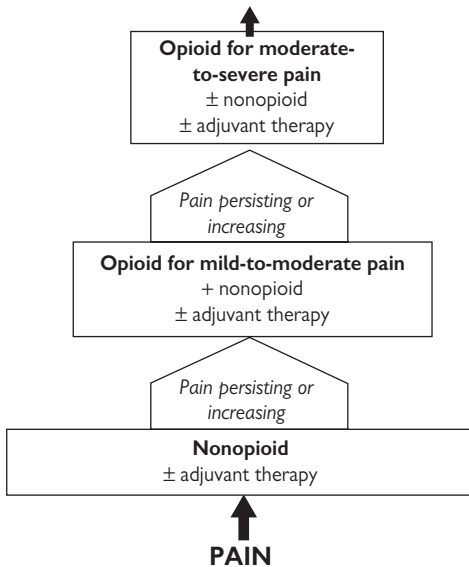 Opioid for moderate-
to-severe pain
± nonopioid
± adjuvant therapy
Pain persisting or
increasing
Opioid for mild-to-moderate pain
+ nonopioid
± adjuvant therapy
Pain persisting or
increasing
Nonopioid
± adjuvant therapy
PAIN